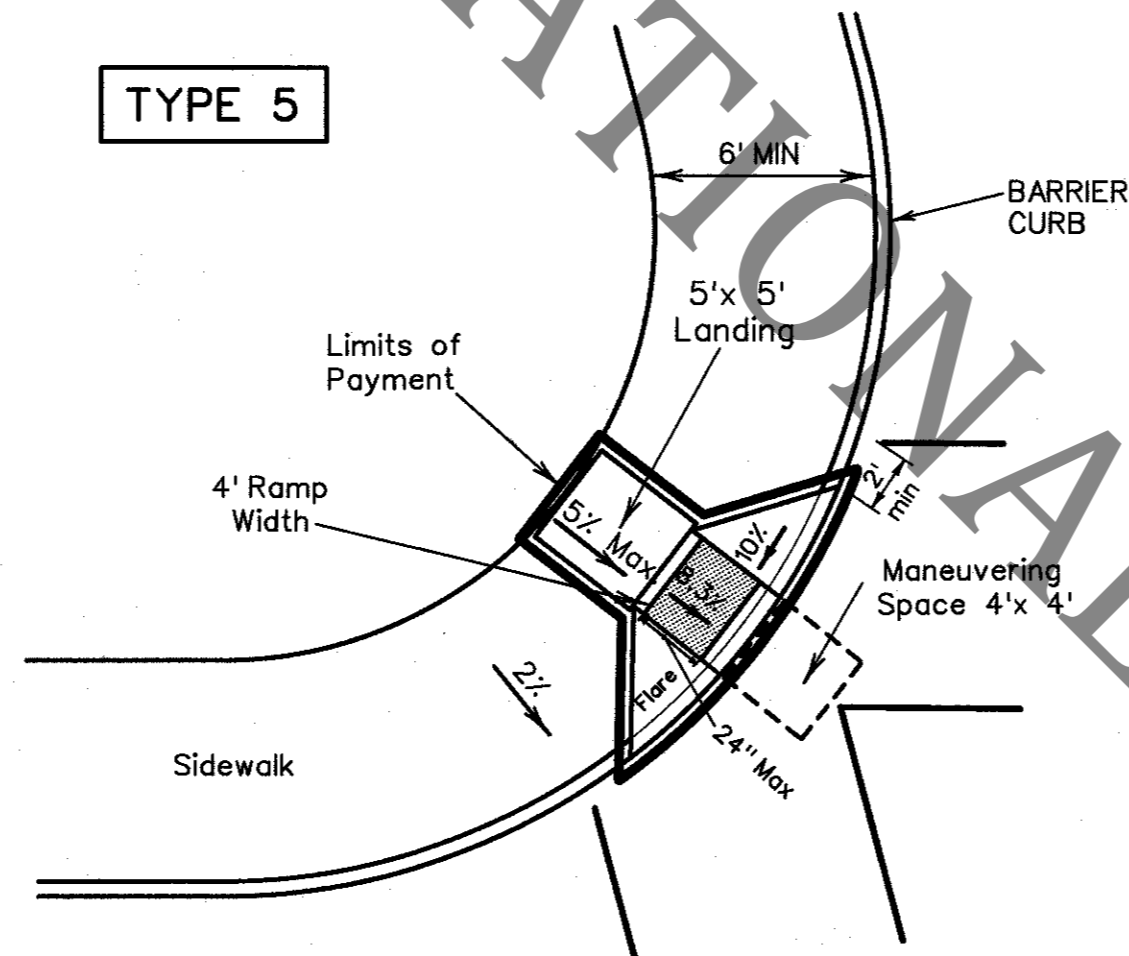 TYPE 5
ATIONAL
6' MIN
BARRIER
CURB
5'x 5'
Landing
Limits of
Payment
4' Ramp
Width
2'
min
5% Max.
10%
8.3%
Maneuvering
Space 4'x 4'
2%
Flare
24" Max
Sidewalk